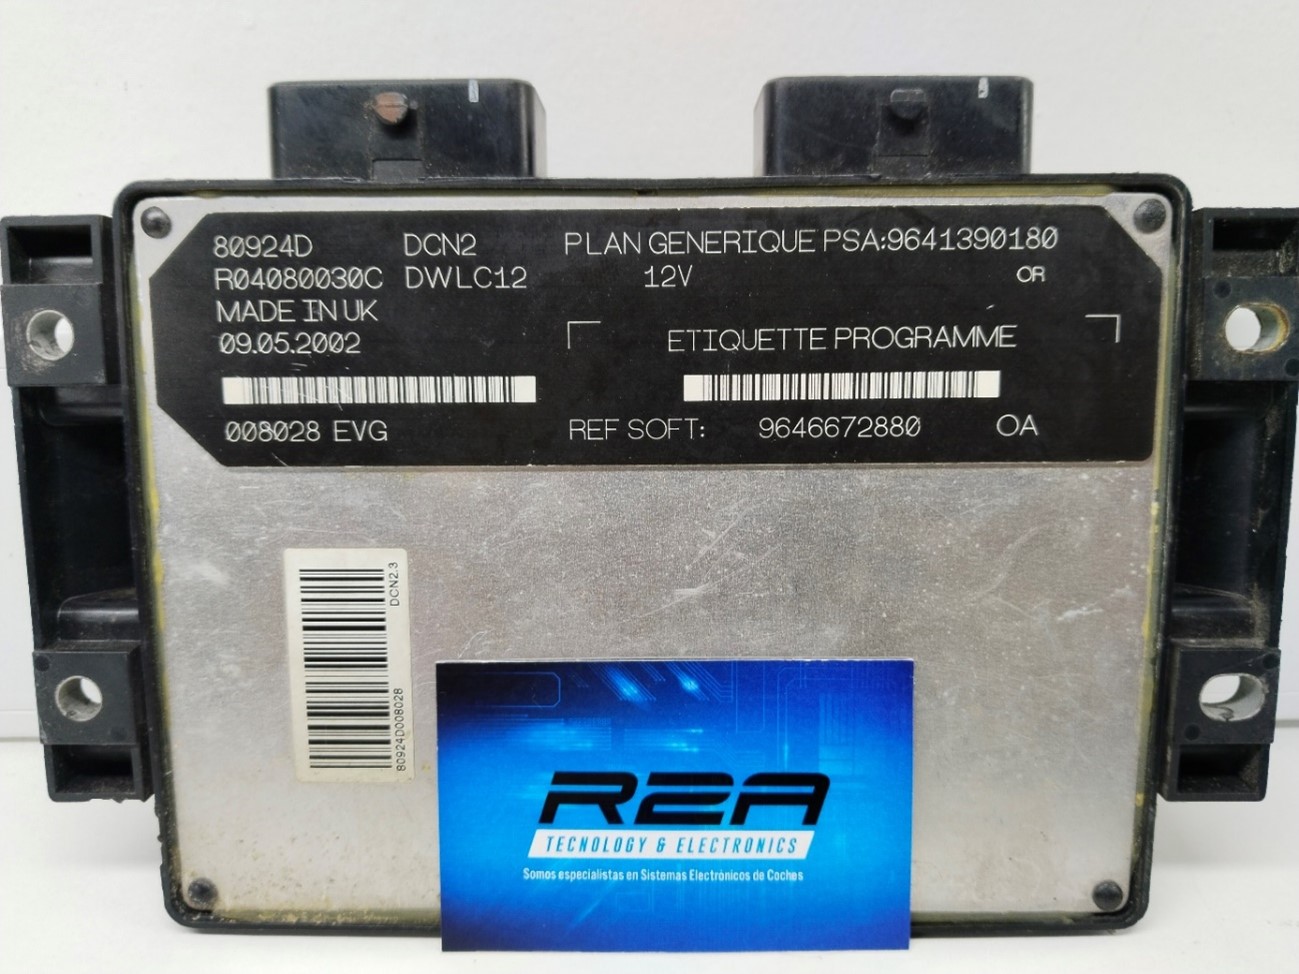 80924D DCN2 PLAN GENERIQUE PSA:9641390180
R04080030C DWLC12 12V OR
MADE IN UK
09.05.2002 ETIQUETTE PROGRAMME
008028 EVG REF SOFT: 9646672880 OA
DCN2.3
80924D008028
R2A
TECNOLOGY & ELECTRONICS
Somos especialistas en Sistemas Electrónicos de Coches